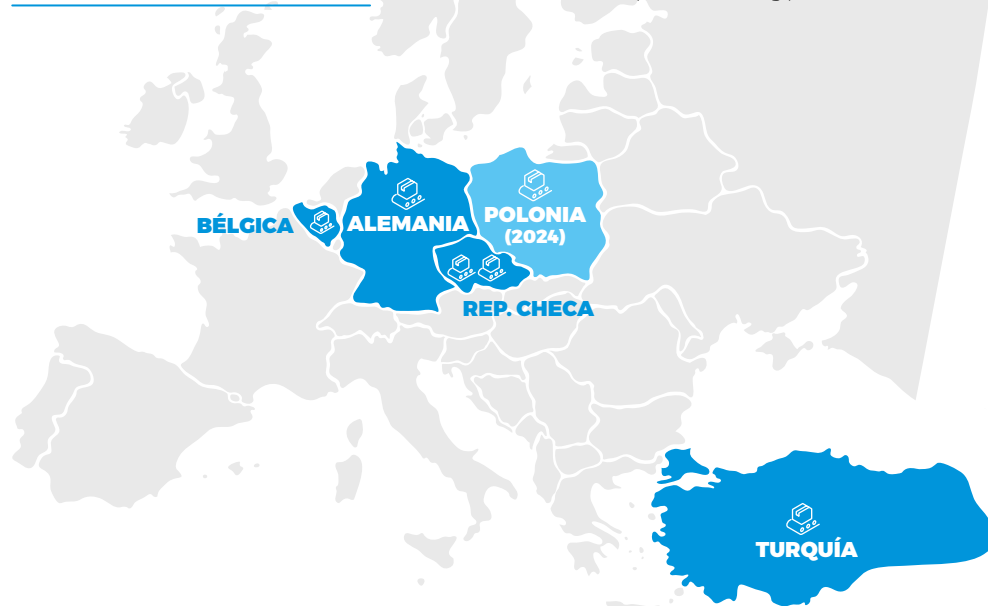 BÉLGICA
ALEMANIA
POLONIA
(2024)
REP. CHECA
TURQUÍA